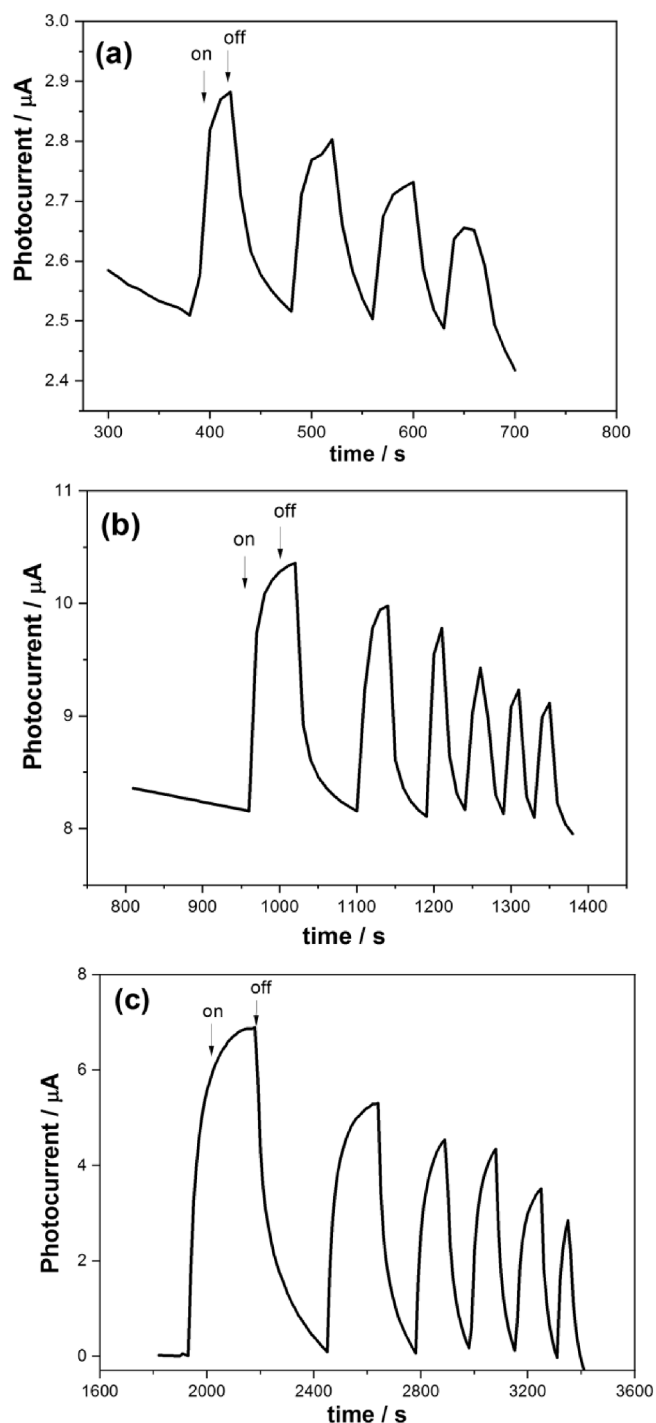 (a)
on
off
Photocurrent / μA
3.0
2.9
2.8
2.7
2.6
2.5
2.4
300 400 500 600 700 800
time / s
(b)
on
off
Photocurrent / μA
11
10
9
8
800 900 1000 1100 1200 1300 1400
time / s
(c)
on
off
Photocurrent / μA
8
6
4
2
0
1600 2000 2400 2800 3200 3600
time / s